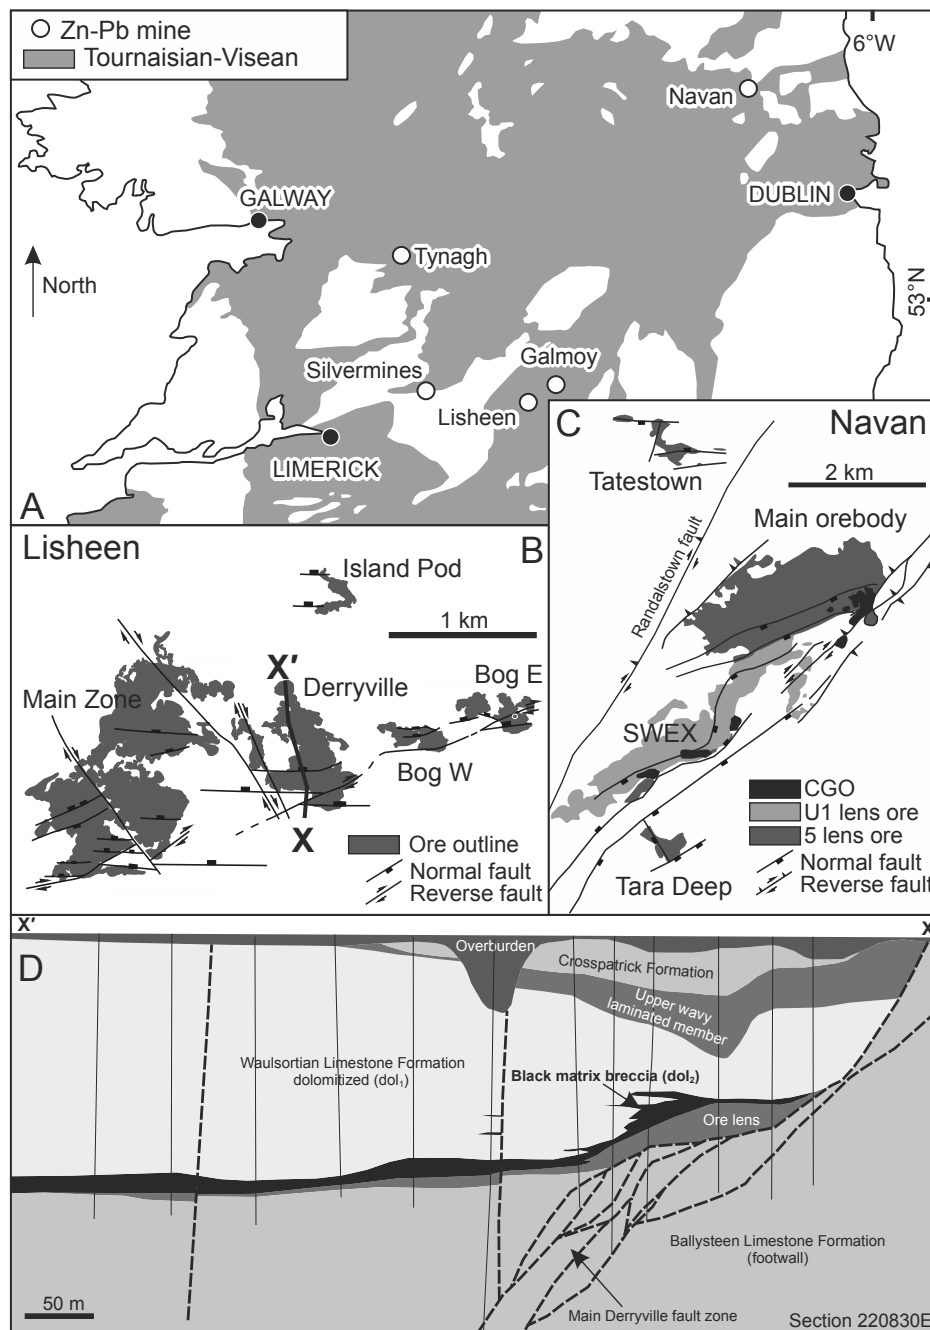 Zn-Pb mine
Tournaisian-Visean
6°W
Navan
GALWAY
DUBLIN
Tynagh
North
53°N
Silvermines
Galmoy
Lisheen
LIMERICK
A
C
Navan
2 km
Tatestown
Main orebody
Randalstown fault
SWEX
CGO
U1 lens ore
5 lens ore
Normal fault
Reverse fault
Tara Deep
Lisheen
B
Island Pod
1 km
X'
Derryville
Bog E
Main Zone
Bog W
X
Ore outline
Normal fault
Reverse fault
X'
X
D
Overburden
Crosspatrick Formation
Upper wavy
laminated member
Waulsortian Limestone Formation
dolomitized (dol₁)
Black matrix breccia (dol₂)
Ore lens
Ballysteen Limestone Formation
(footwall)
50 m
Main Derryville fault zone
Section 220830E